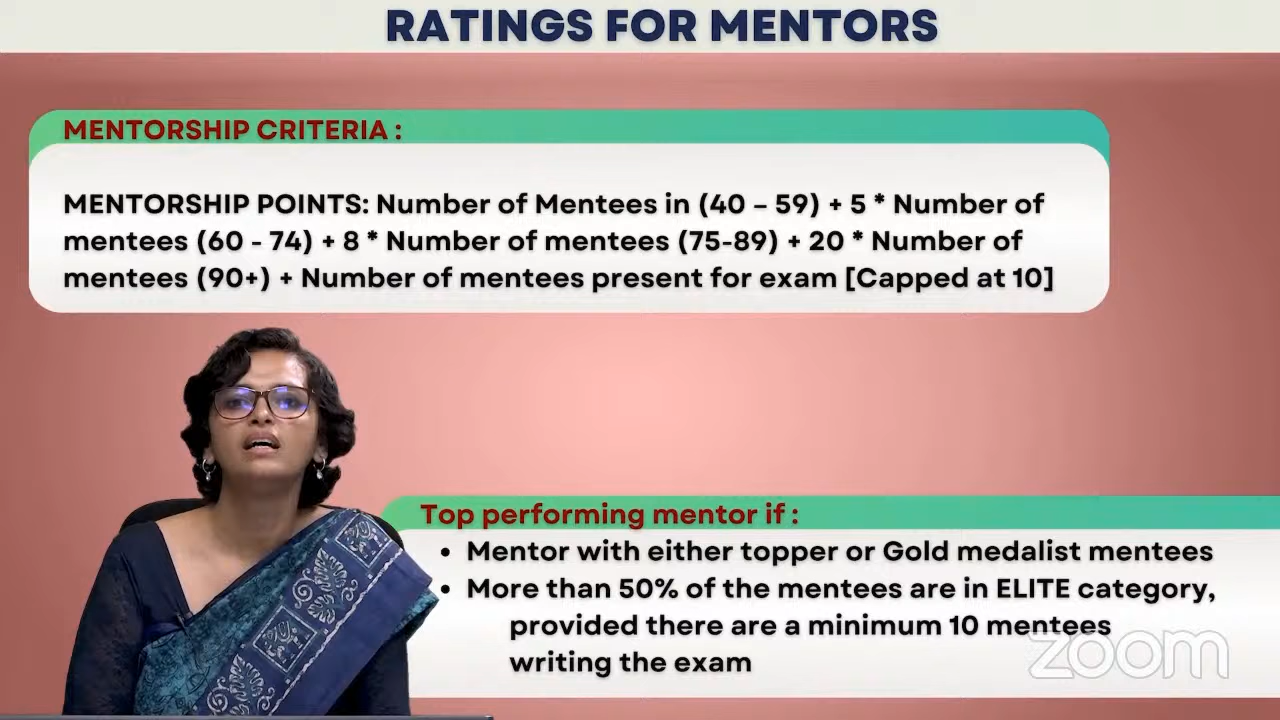 RATINGS FOR MENTORS
MENTORSHIP CRITERIA :
MENTORSHIP POINTS: Number of Mentees in (40 – 59) + 5 * Number of
mentees (60 - 74) + 8 * Number of mentees (75-89) + 20 * Number of
mentees (90+) + Number of mentees present for exam [Capped at 10]
Top performing mentor if :
• Mentor with either topper or Gold medalist mentees
• More than 50% of the mentees are in ELITE category,
provided there are a minimum 10 mentees
writing the exam
zoom